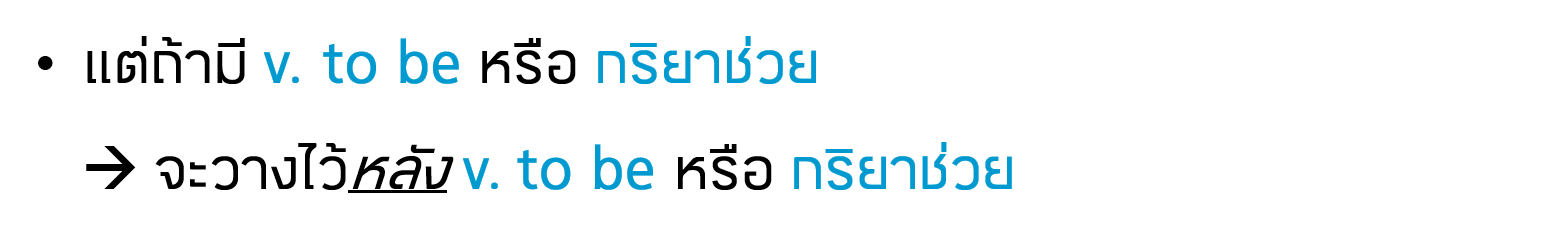 • แต่ถ้ามี v. to be หรือ กริยาช่วย
→ จะวางไว้หลัง v. to be หรือ กริยาช่วย